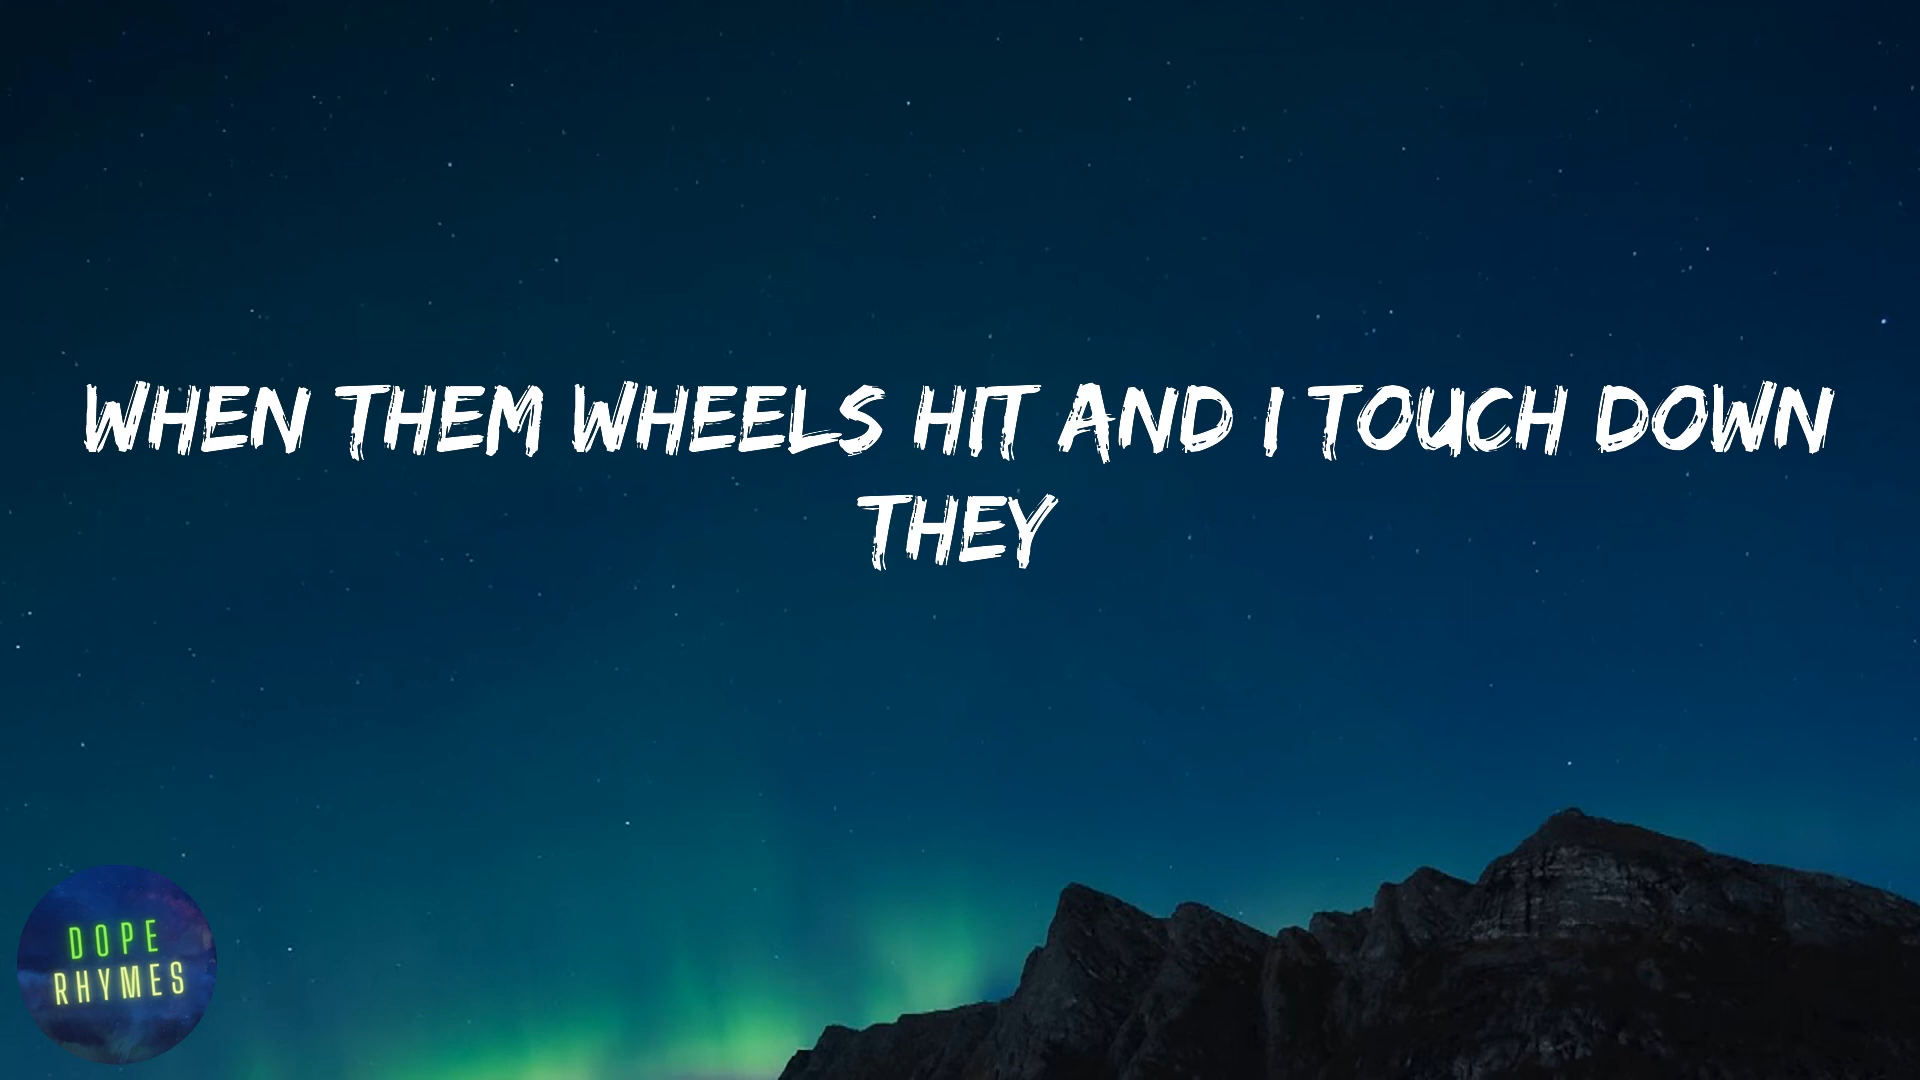 WHEN THEM WHEELS HIT AND I TOUCH DOWN
THEY
DOPE
RHYMES